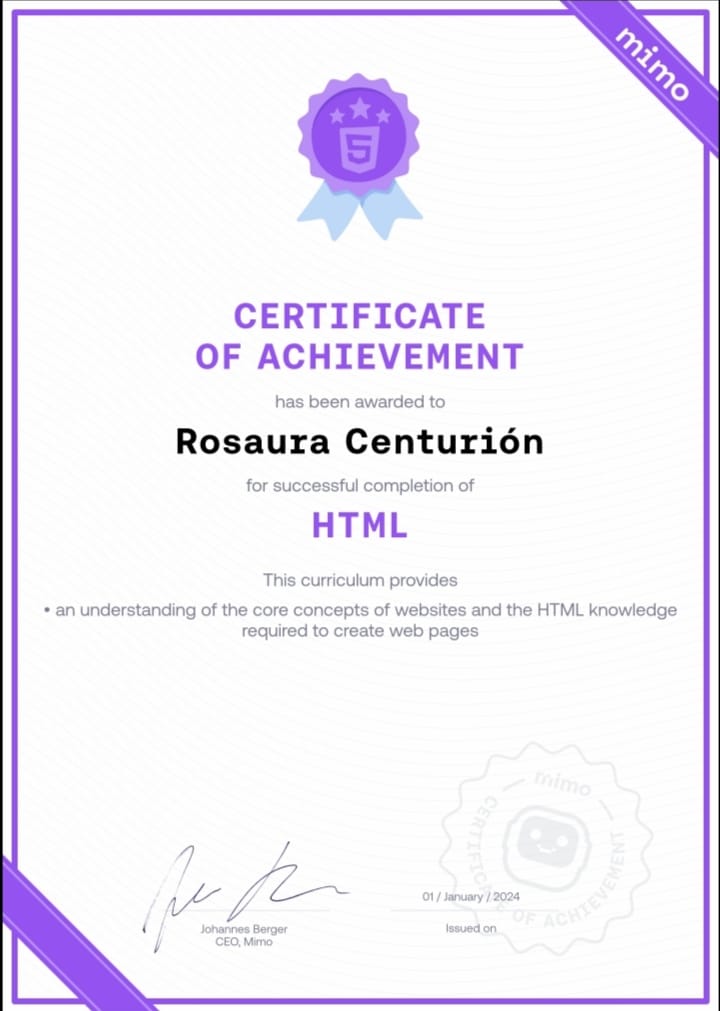 mimo
5
CERTIFICATE
OF ACHIEVEMENT
has been awarded to
Rosaura Centurión
for successful completion of
HTML
This curriculum provides
• an understanding of the core concepts of websites and the HTML knowledge
required to create web pages
mimo
CERTIFICATE OF ACHIEVEMENT
01 / January / 2024
Johannes Berger
CEO, Mimo
Issued on